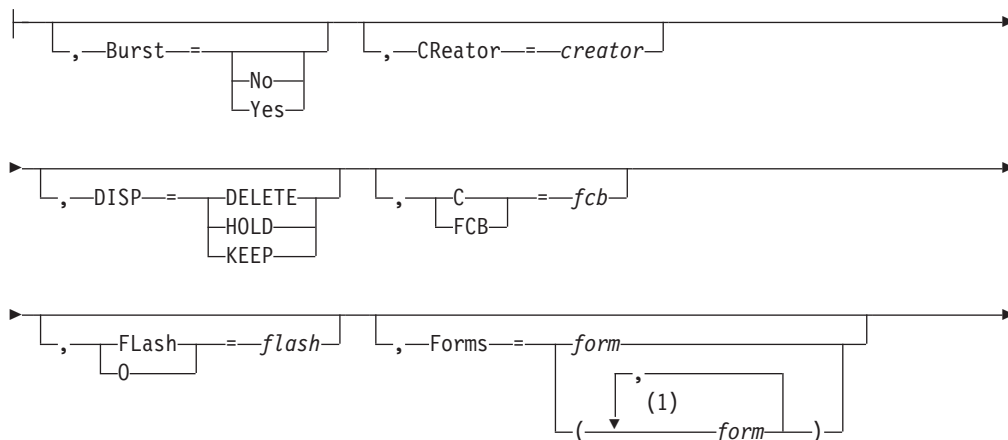 , Burst= , CReator = creator
No
Yes
, DISP = DELETE , C = fcb
HOLD FCB
KEEP
, FLash = flash , Forms = form
O ,
(1)
( form )